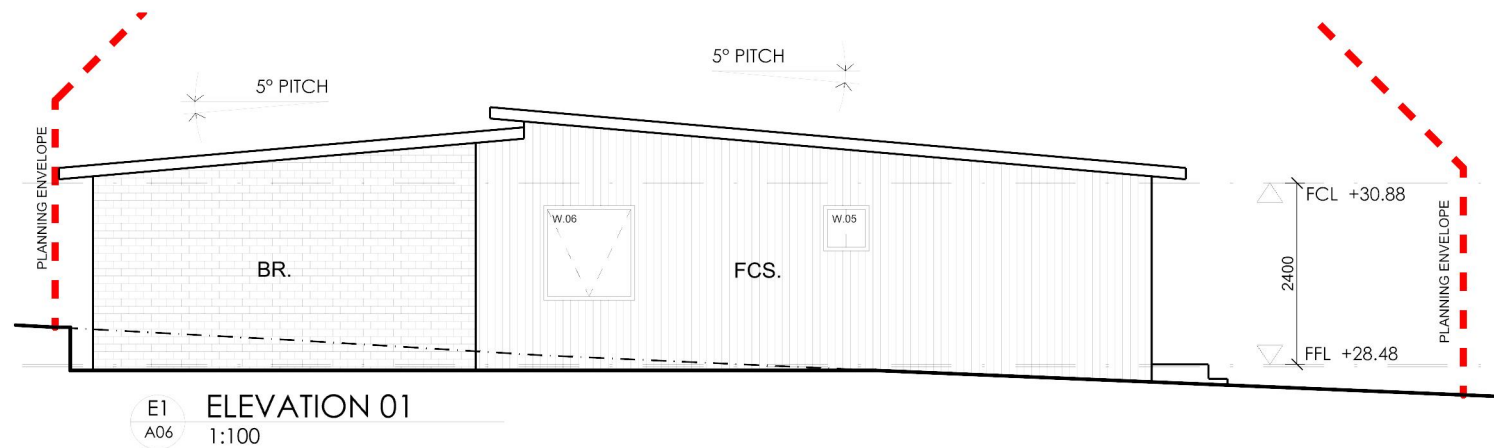 5° PITCH
5° PITCH
PLANNING ENVELOPE
FCL +30.88
W.06
W.05
BR.
FCS.
2400
PLANNING ENVELOPE
FFL +28.48
E1
A06
ELEVATION 01
1:100